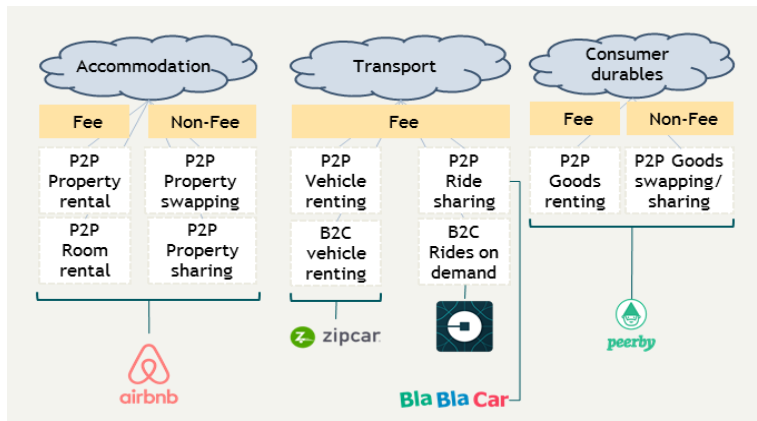 Accommodation
Transport
Consumer
durables
Fee
Non-Fee
Fee
Fee
Non-Fee
P2P
Property
rental
P2P
Property
swapping
P2P
Vehicle
renting
P2P
Ride
sharing
P2P
Goods
renting
P2P Goods
swapping/
sharing
P2P
Room
rental
P2P
Property
sharing
B2C
vehicle
renting
B2C
Rides on
demand
airbnb
Z zipcar.
BlaBlaCar
peerby